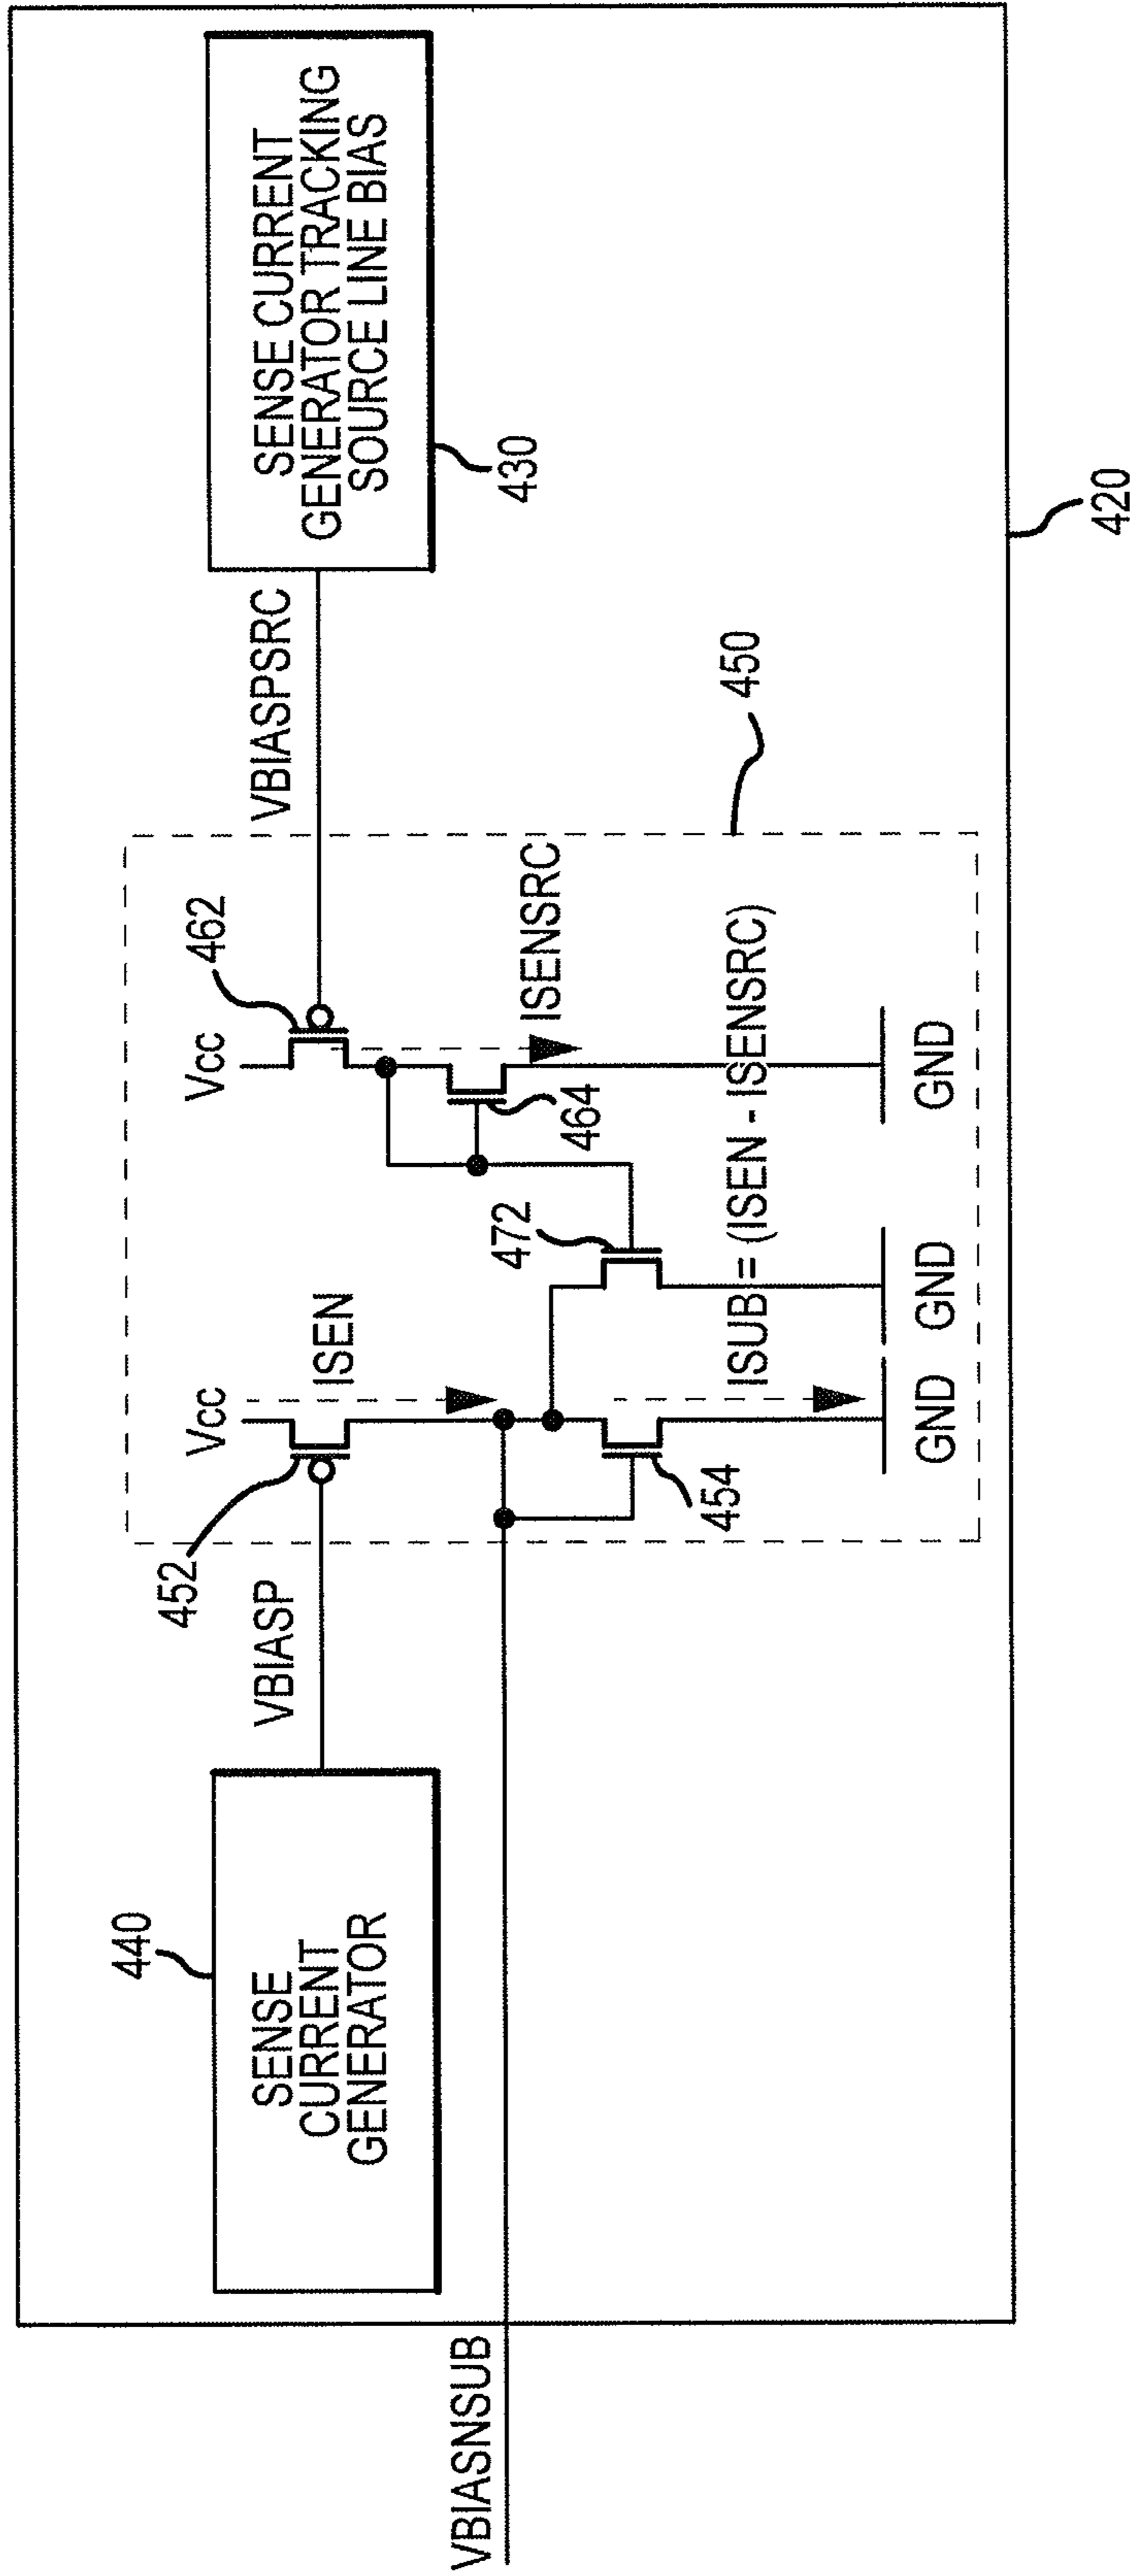 440
SENSE
CURRENT
GENERATOR
VBIASP
452
Vcc
ISEN
454
472
Vcc
462
464
ISENSRC
ISUB = (ISEN - ISENSRC)
GND
GND
GND
450
VBIASPSRC
SENSE CURRENT
GENERATOR TRACKING
SOURCE LINE BIAS
430
420
VBIASNSUB